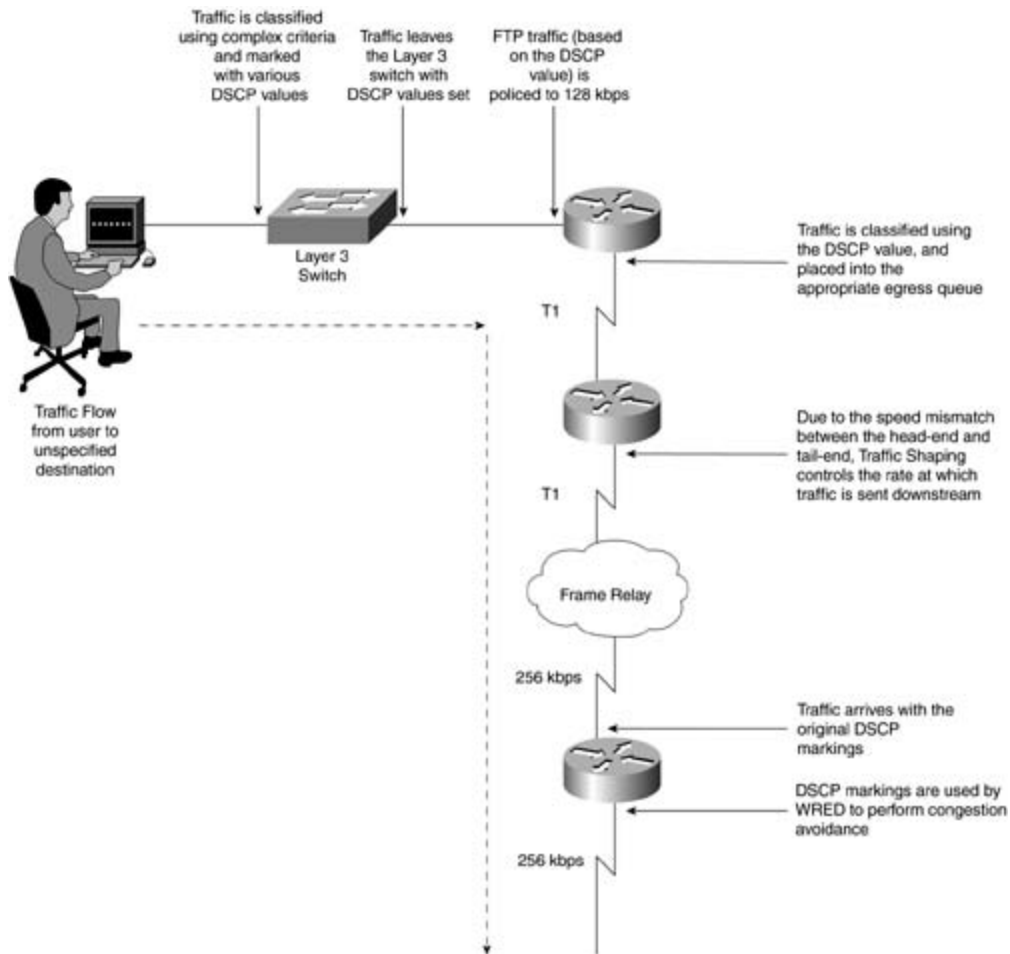 Traffic is classified
using complex criteria
and marked
with various
DSCP values
Traffic leaves
the Layer 3
switch with
DSCP values set
FTP traffic (based
on the DSCP
value) is
policed to 128 kbps
Layer 3
Switch
Traffic is classified using
the DSCP value, and
placed into the
appropriate egress queue
T1
Traffic Flow
from user to
unspecified
destination
Due to the speed mismatch
between the head-end and
tail-end, Traffic Shaping
controls the rate at which
traffic is sent downstream
T1
Frame Relay
256 kbps
Traffic arrives with the
original DSCP
markings
DSCP markings are used by
WRED to perform congestion
avoidance
256 kbps